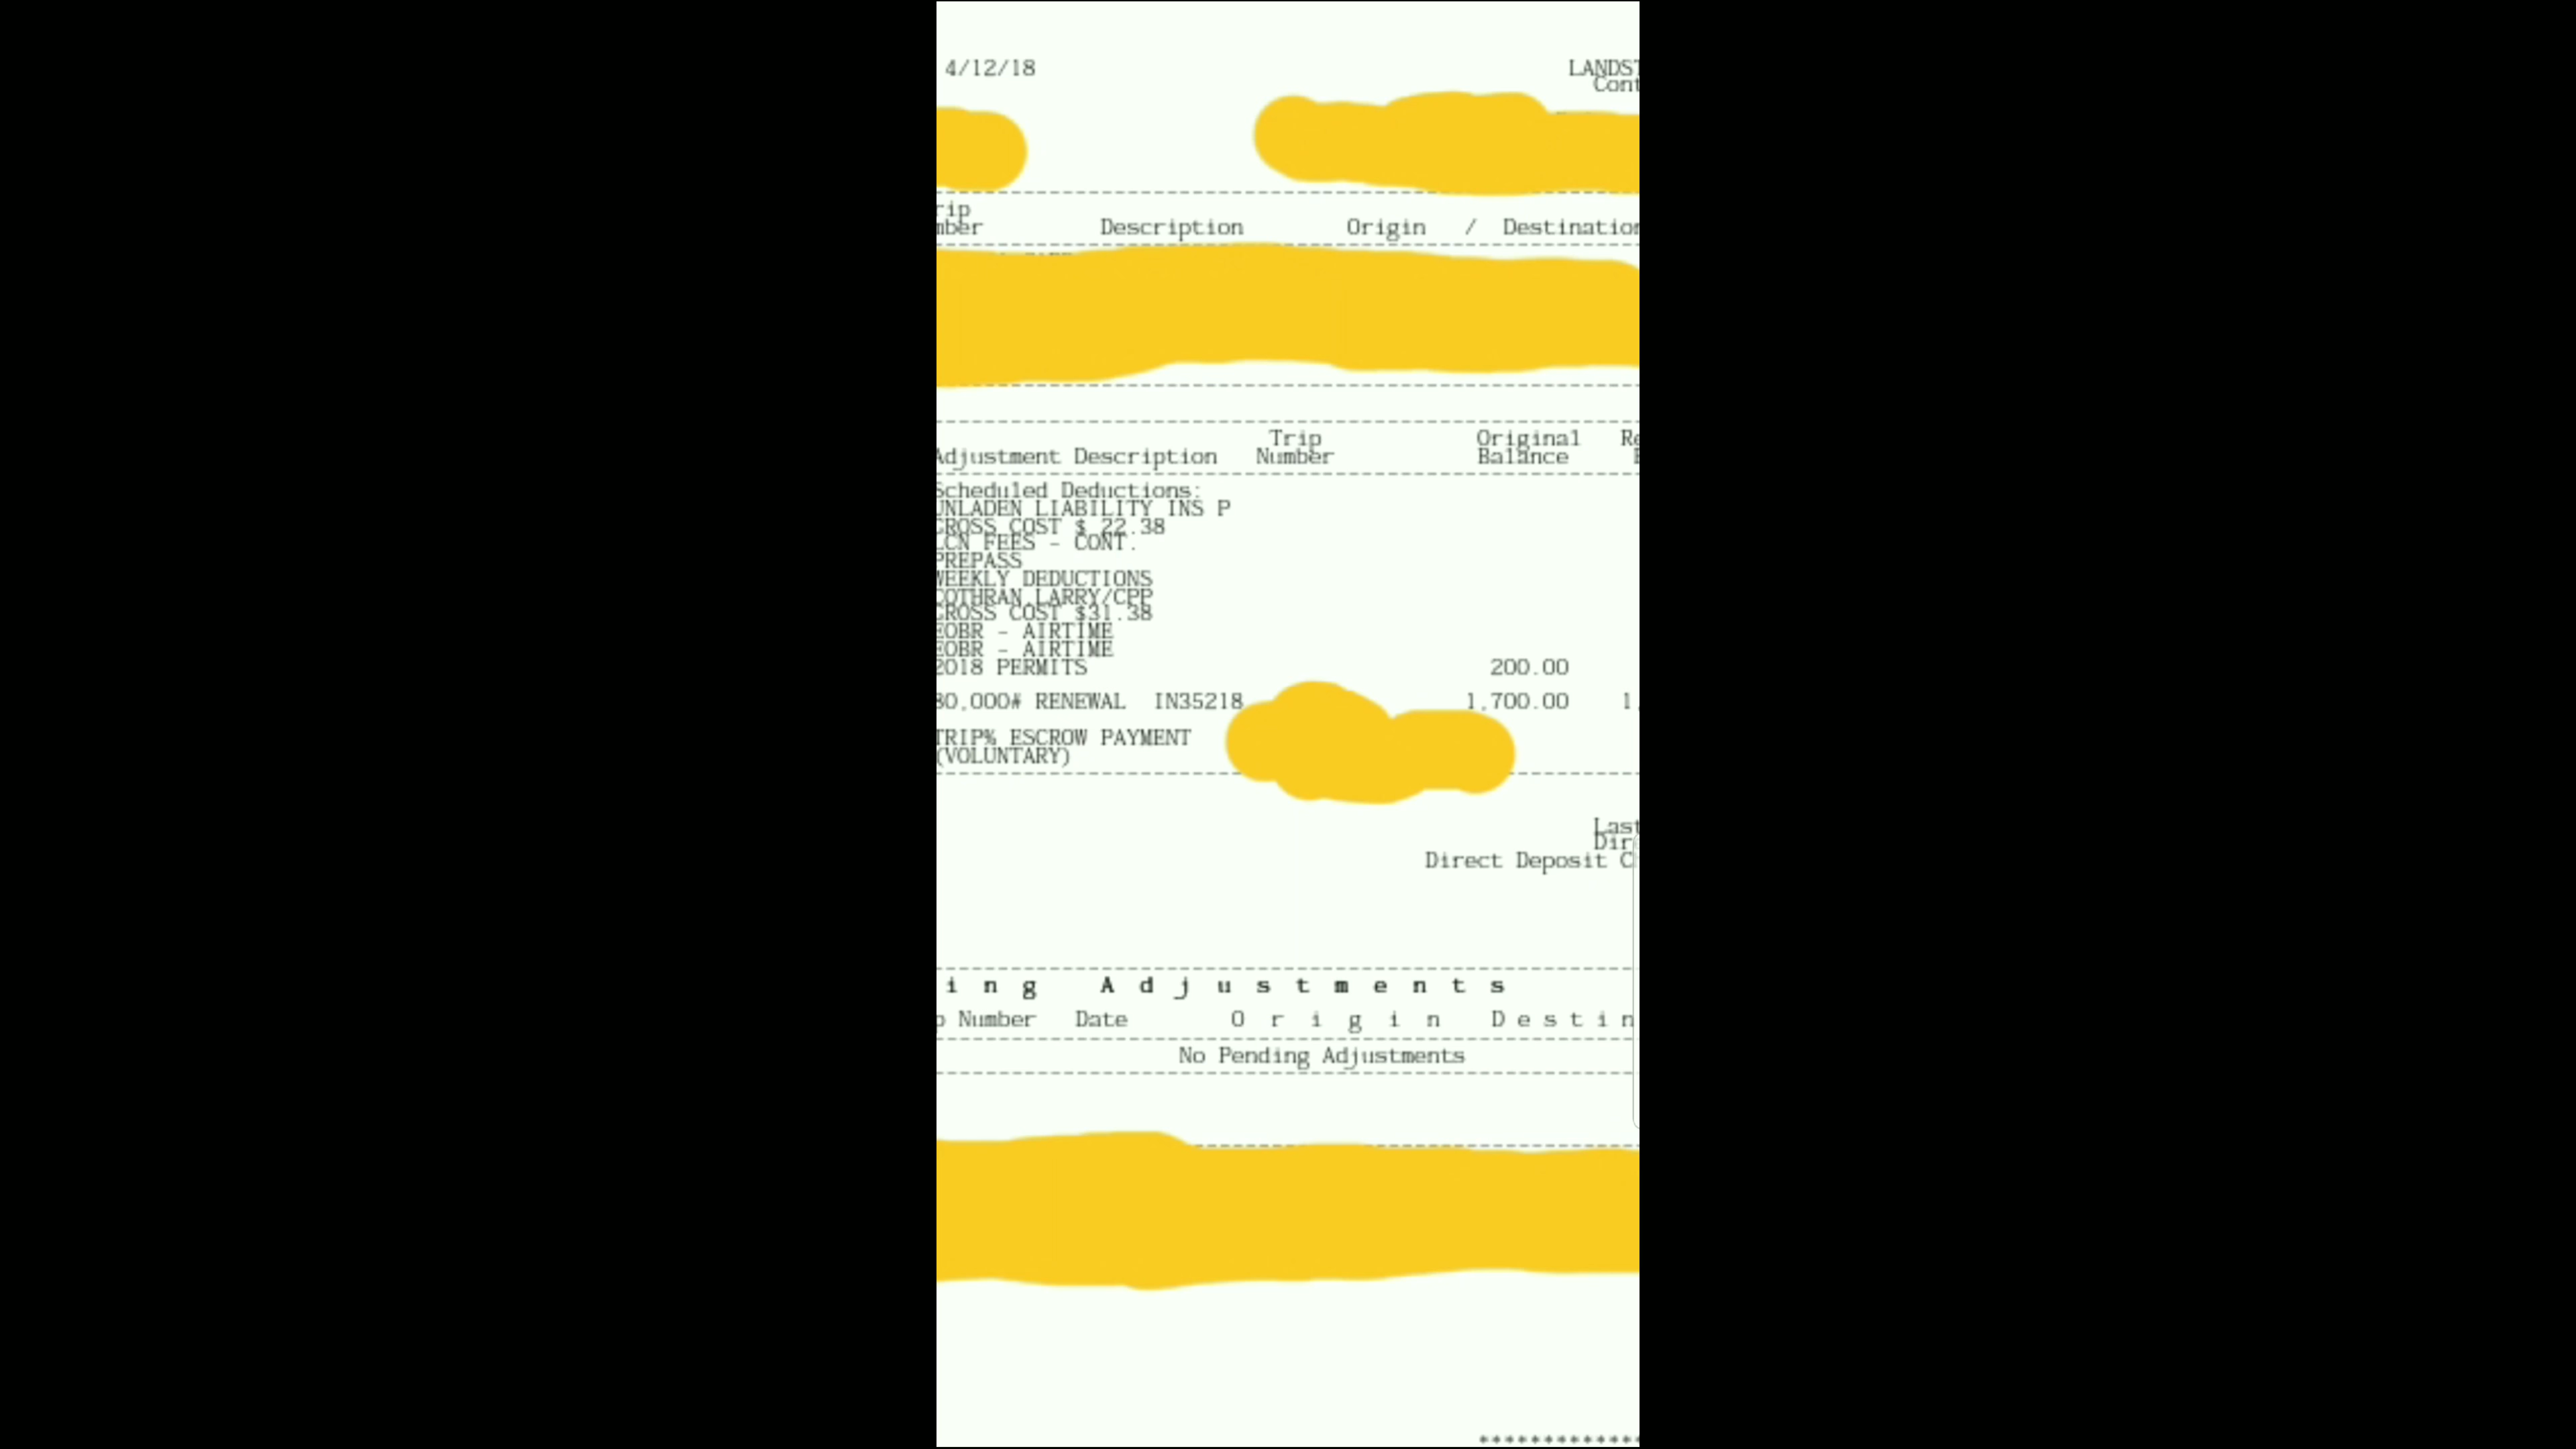 4/12/18 LANDST
Cont
rip
mber Description Origin / Destination
Trip Original Re
Adjustment Description Number Balance
Scheduled Deductions:
UNLADEN LIABILITY INS P
GROSS COST $ 22.38
LCN FEES - CONT.
PREPASS
WEEKLY DEDUCTIONS
COTHRAN LARRY/CPP
GROSS COST $31.38
EOBR - AIRTIME
EOBR - AIRTIME
2018 PERMITS 200.00
80,000# RENEWAL IN35218 1,700.00 1,
TRIP% ESCROW PAYMENT
(VOLUNTARY)
Last
Dir
Direct Deposit C
i n g A d j u s t m e n t s
p Number Date O r i g i n D e s t i n
No Pending Adjustments
*************